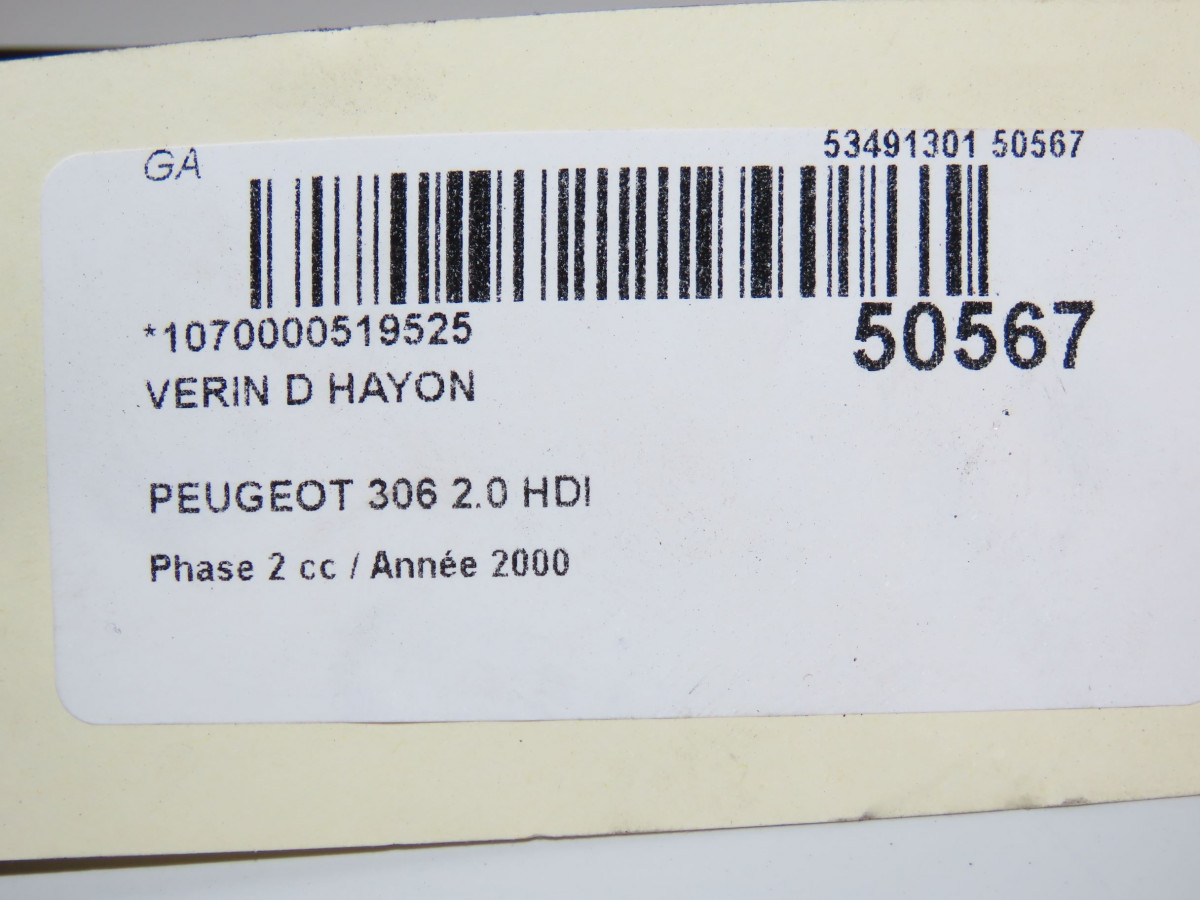 GA
53491301 50567
*1070000519525
50567
VERIN D HAYON
PEUGEOT 306 2.0 HDI
Phase 2 cc / Année 2000